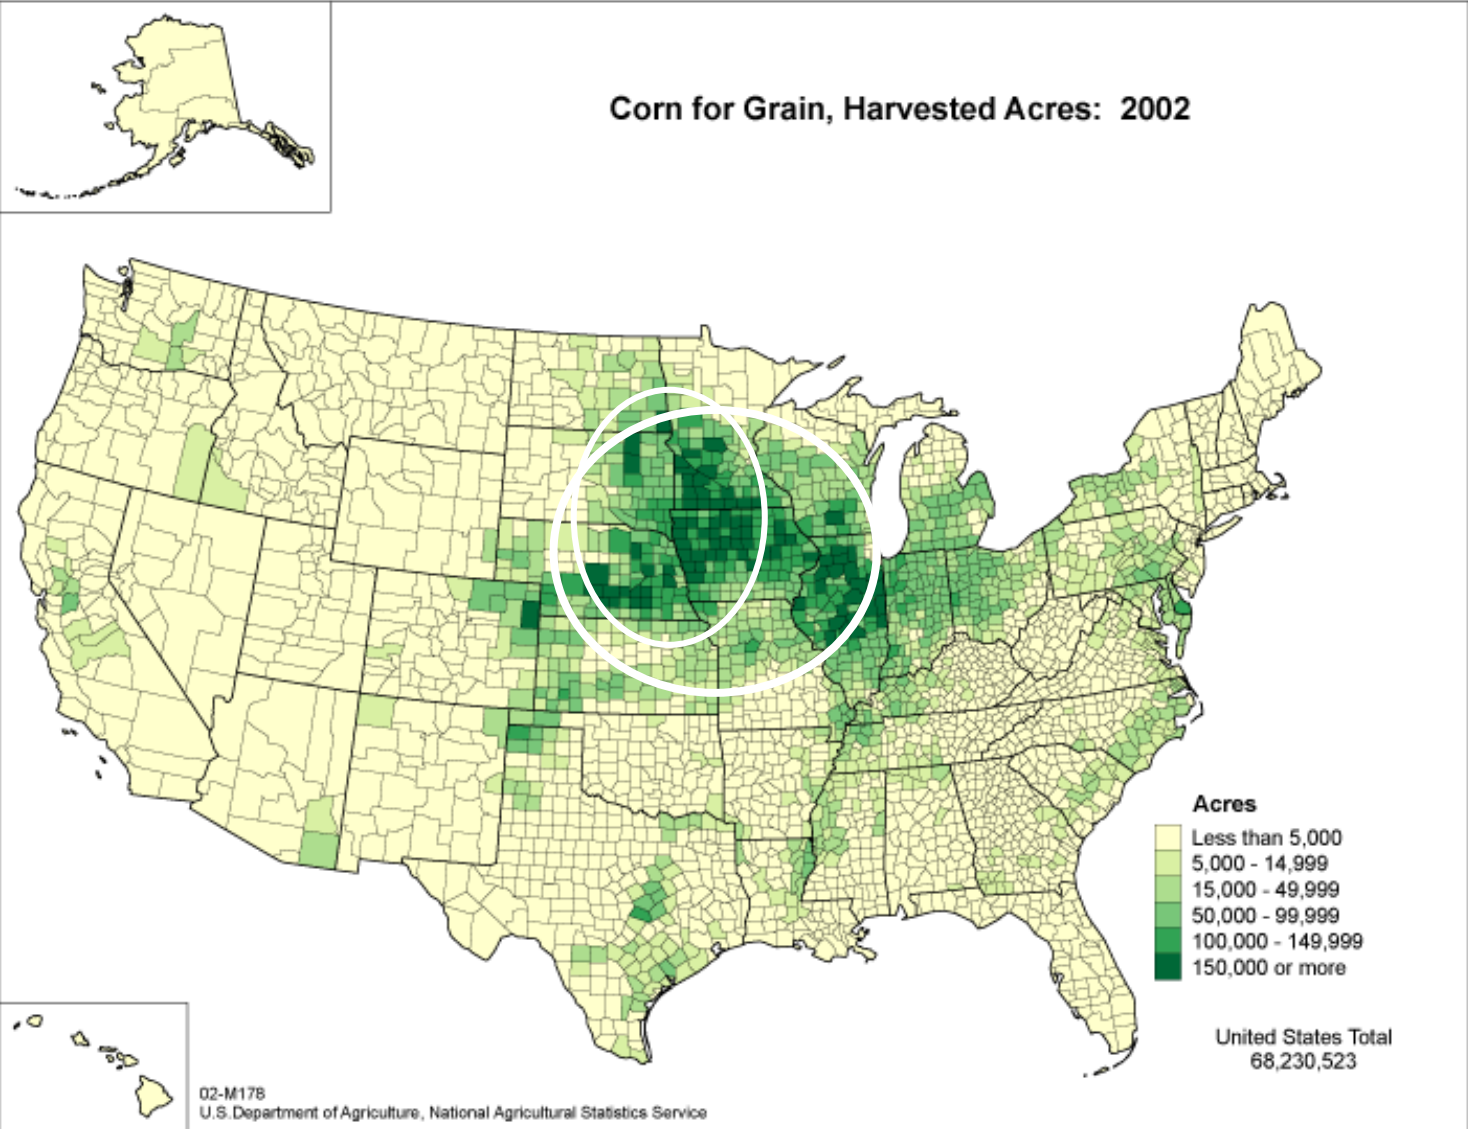 Corn for Grain, Harvested Acres: 2002
Acres
Less than 5,000
5,000 - 14,999
15,000 - 49,999
50,000 - 99,999
100,000 - 149,999
150,000 or more
United States Total
68,230,523
02-M178
U.S.Department of Agriculture, National Agricultural Statistics Service